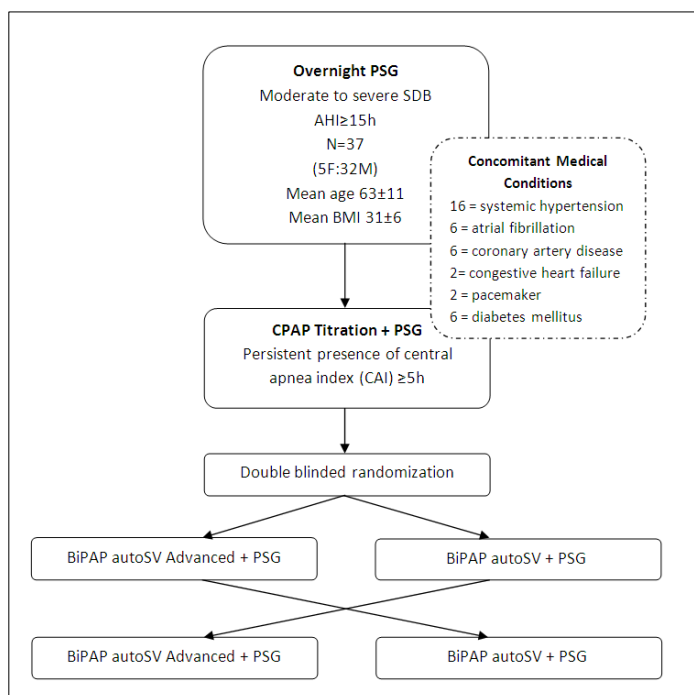 Overnight PSG
Moderate to severe SDB
AHI≥15h
N=37
(5F:32M)
Mean age 63±11
Mean BMI 31±6
Concomitant Medical
Conditions
16 = systemic hypertension
6 = atrial fibrillation
6 = coronary artery disease
2= congestive heart failure
2 = pacemaker
6 = diabetes mellitus
CPAP Titration + PSG
Persistent presence of central
apnea index (CAI) ≥5h
Double blinded randomization
BiPAP autoSV Advanced + PSG
BiPAP autoSV + PSG
BiPAP autoSV Advanced + PSG
BiPAP autoSV + PSG